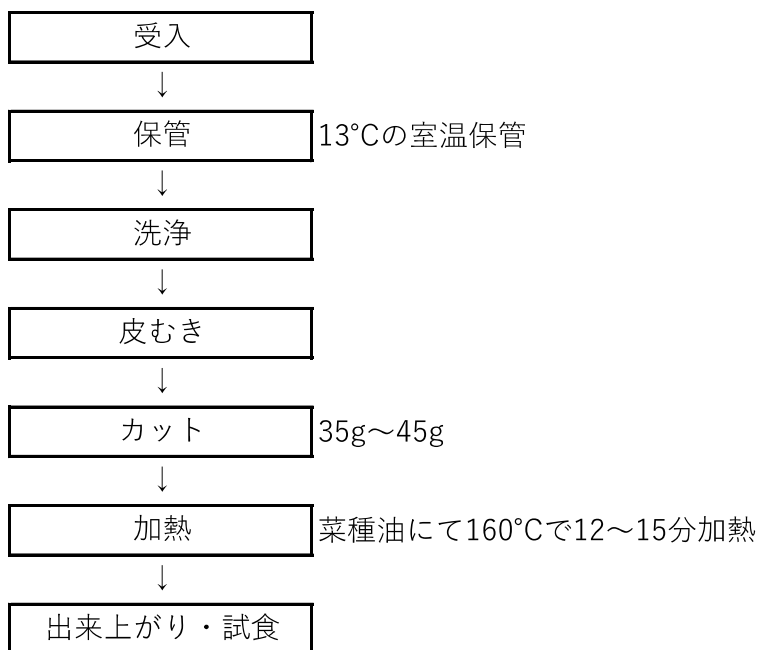 受入
↓
保管 13℃の室温保管
↓
洗浄
↓
皮むき
↓
カット 35g～45g
↓
加熱 菜種油にて160℃で12～15分加熱
↓
出来上がり・試食